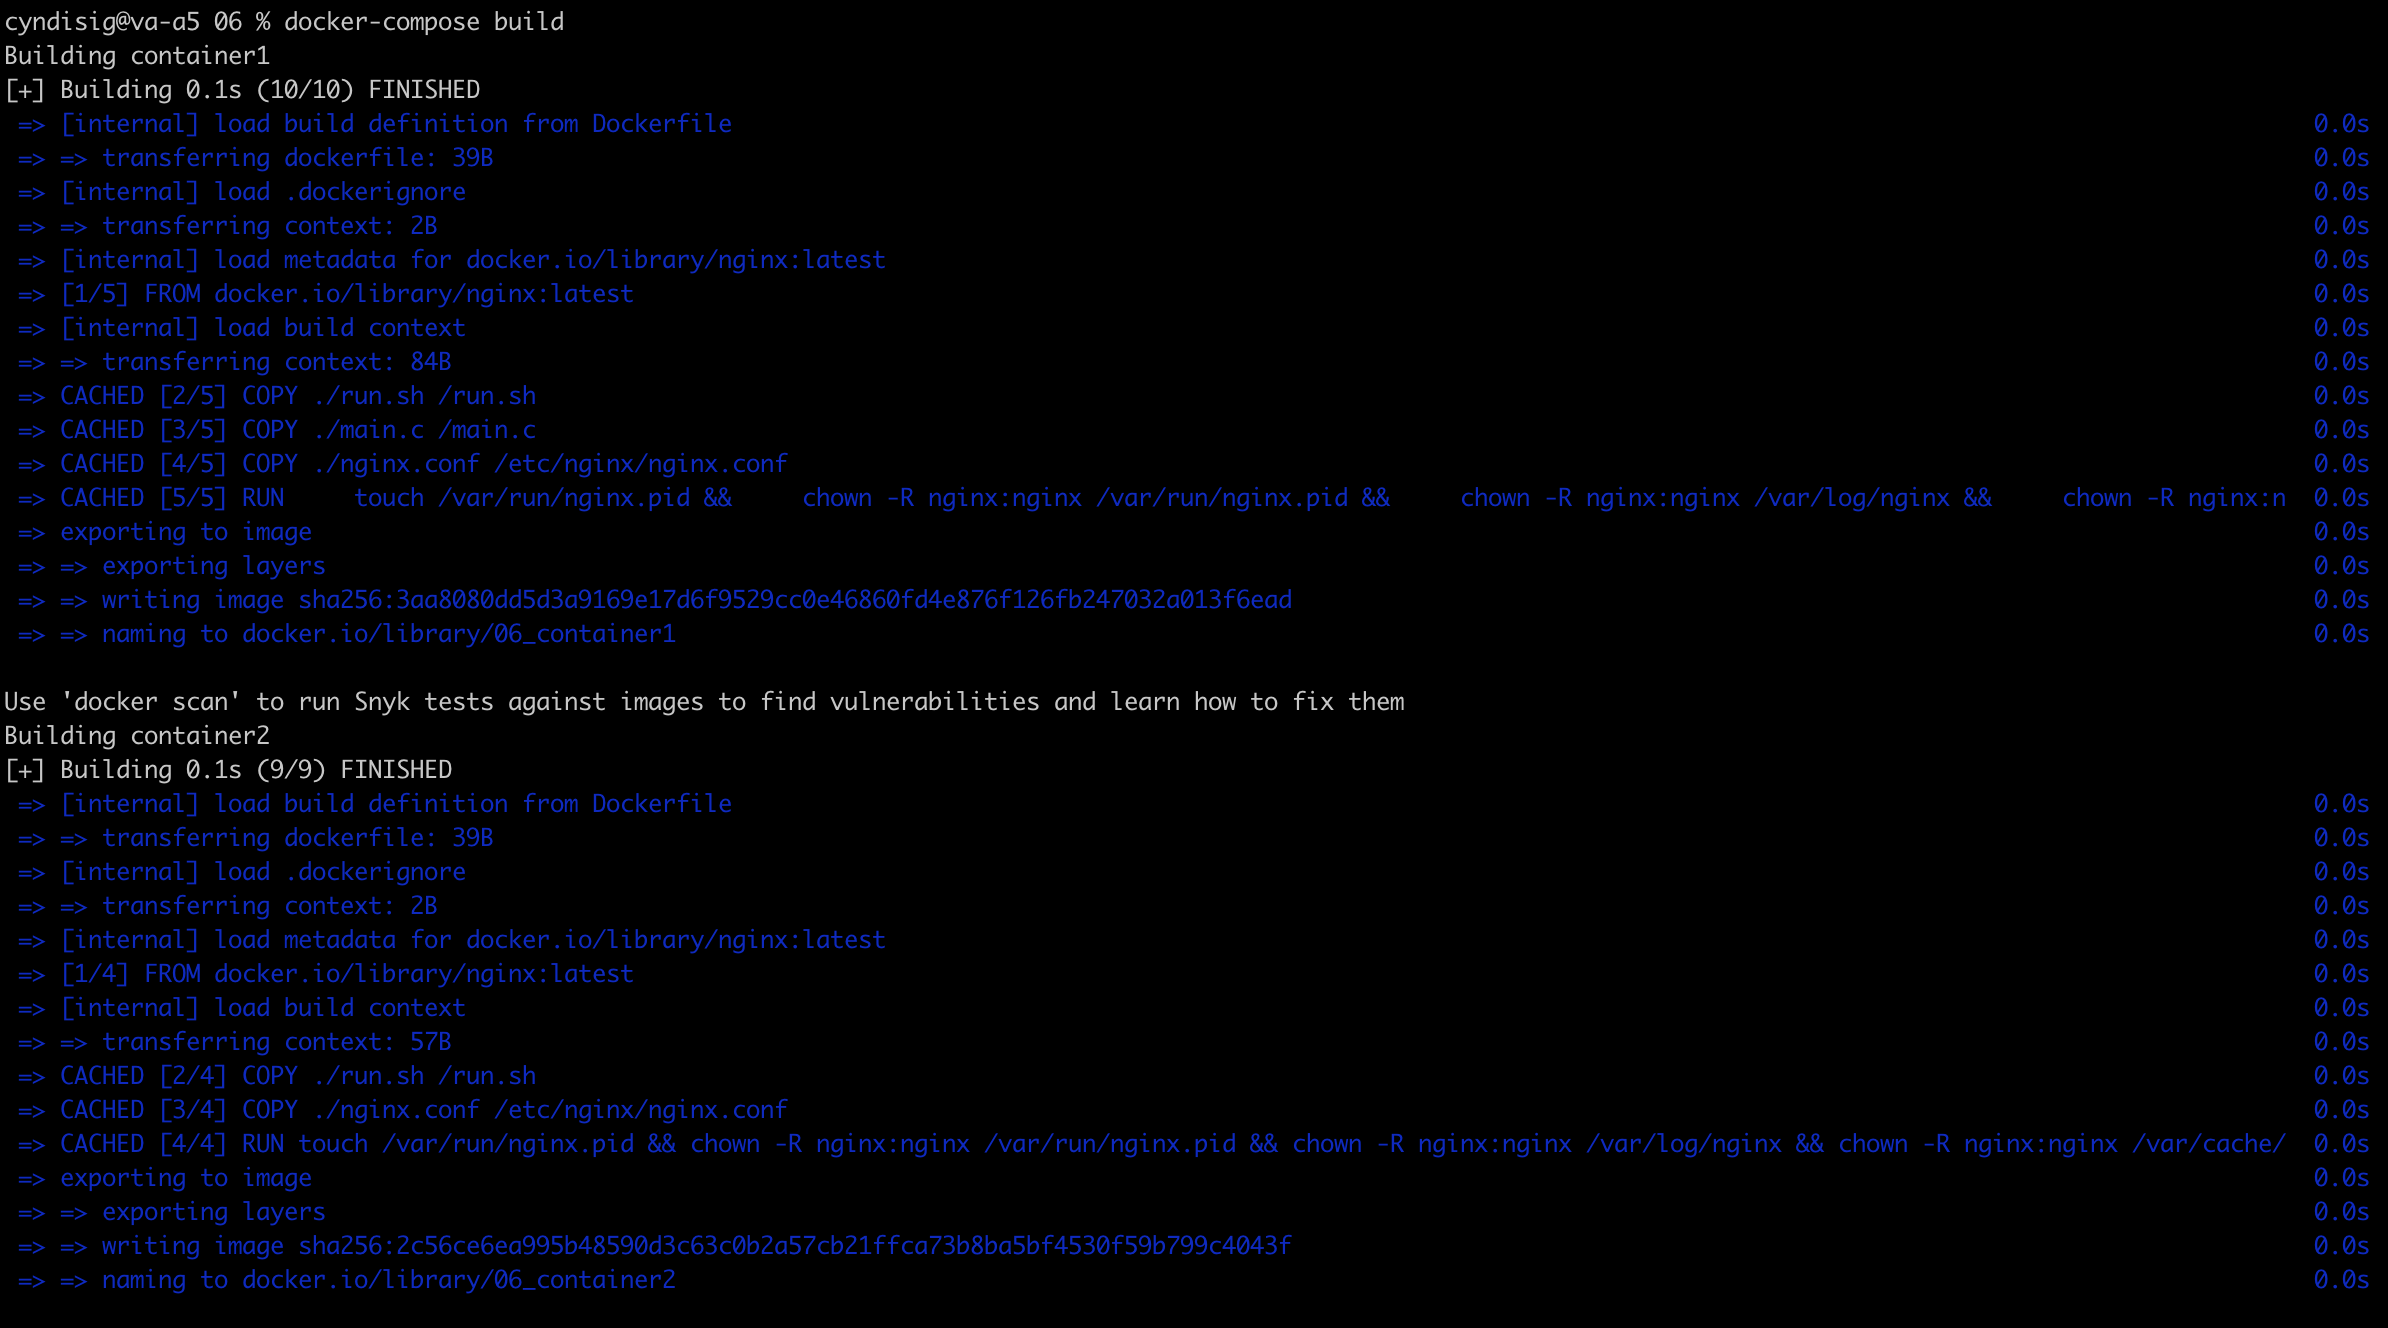 cyndisig@va-a5 06 % docker-compose build
Building container1
[+] Building 0.1s (10/10) FINISHED
=> [internal] load build definition from Dockerfile 0.0s
=> => transferring dockerfile: 39B 0.0s
=> [internal] load .dockerignore 0.0s
=> => transferring context: 2B 0.0s
=> [internal] load metadata for docker.io/library/nginx:latest 0.0s
=> [1/5] FROM docker.io/library/nginx:latest 0.0s
=> [internal] load build context 0.0s
=> => transferring context: 84B 0.0s
=> CACHED [2/5] COPY ./run.sh /run.sh 0.0s
=> CACHED [3/5] COPY ./main.c /main.c 0.0s
=> CACHED [4/5] COPY ./nginx.conf /etc/nginx/nginx.conf 0.0s
=> CACHED [5/5] RUN     touch /var/run/nginx.pid &&     chown -R nginx:nginx /var/run/nginx.pid &&     chown -R nginx:nginx /var/log/nginx &&     chown -R nginx:n 0.0s
=> exporting to image 0.0s
=> => exporting layers 0.0s
=> => writing image sha256:3aa8080dd5d3a9169e17d6f9529cc0e46860fd4e876f126fb247032a013f6ead 0.0s
=> => naming to docker.io/library/06_container1 0.0s
Use 'docker scan' to run Snyk tests against images to find vulnerabilities and learn how to fix them
Building container2
[+] Building 0.1s (9/9) FINISHED
=> [internal] load build definition from Dockerfile 0.0s
=> => transferring dockerfile: 39B 0.0s
=> [internal] load .dockerignore 0.0s
=> => transferring context: 2B 0.0s
=> [internal] load metadata for docker.io/library/nginx:latest 0.0s
=> [1/4] FROM docker.io/library/nginx:latest 0.0s
=> [internal] load build context 0.0s
=> => transferring context: 57B 0.0s
=> CACHED [2/4] COPY ./run.sh /run.sh 0.0s
=> CACHED [3/4] COPY ./nginx.conf /etc/nginx/nginx.conf 0.0s
=> CACHED [4/4] RUN touch /var/run/nginx.pid && chown -R nginx:nginx /var/run/nginx.pid && chown -R nginx:nginx /var/log/nginx && chown -R nginx:nginx /var/cache/ 0.0s
=> exporting to image 0.0s
=> => exporting layers 0.0s
=> => writing image sha256:2c56ce6ea995b48590d3c63c0b2a57cb21ffca73b8ba5bf4530f59b799c4043f 0.0s
=> => naming to docker.io/library/06_container2 0.0s